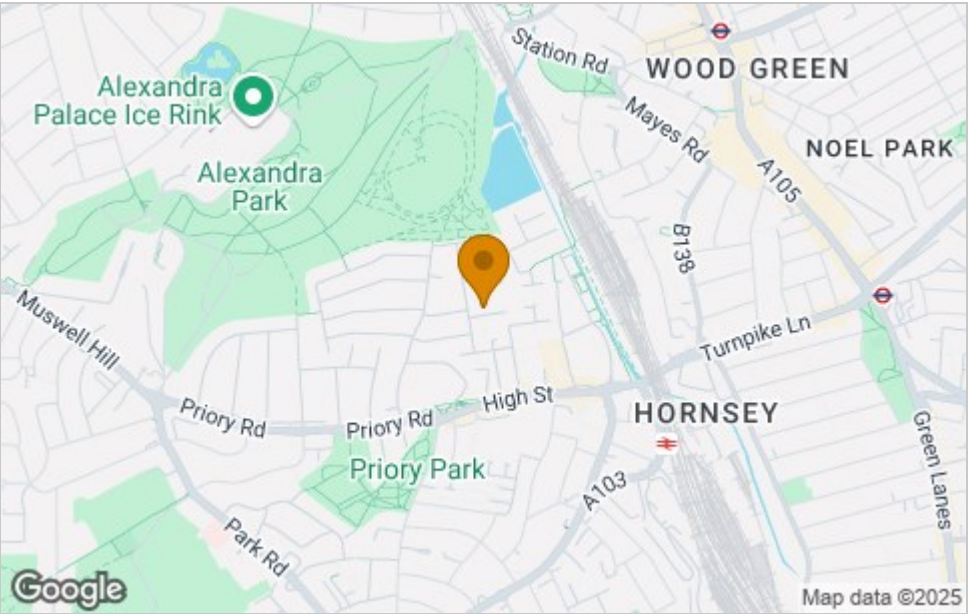 Station Rd
WOOD GREEN
Alexandra
Palace Ice Rink
Mayes Rd
NOEL PARK
Alexandra
Park
A105
B138
Muswell Hill
Turnpike Ln
Priory Rd
Priory Rd
High St
HORNSEY
Priory Park
Green Lanes
A103
Park Rd
Google
Map data ©2025